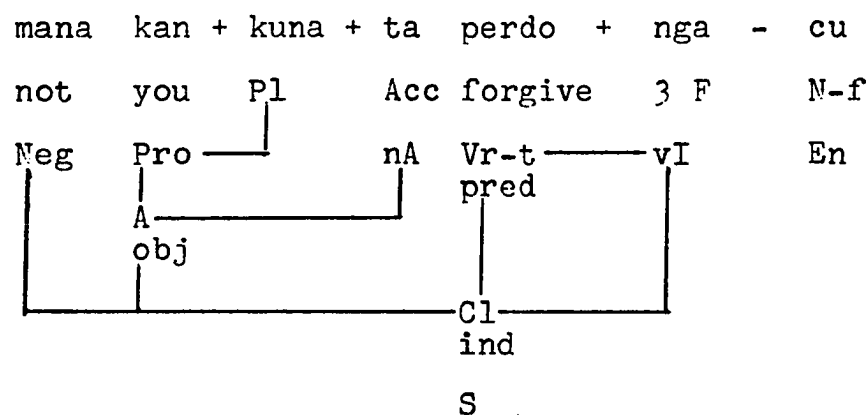 mana kan + kuna + ta perdo + nga - cu
not you Pl Acc forgive 3 F N-f
Neg Pro nA Vr-t vI En
pred
A
obj
Cl
ind
S